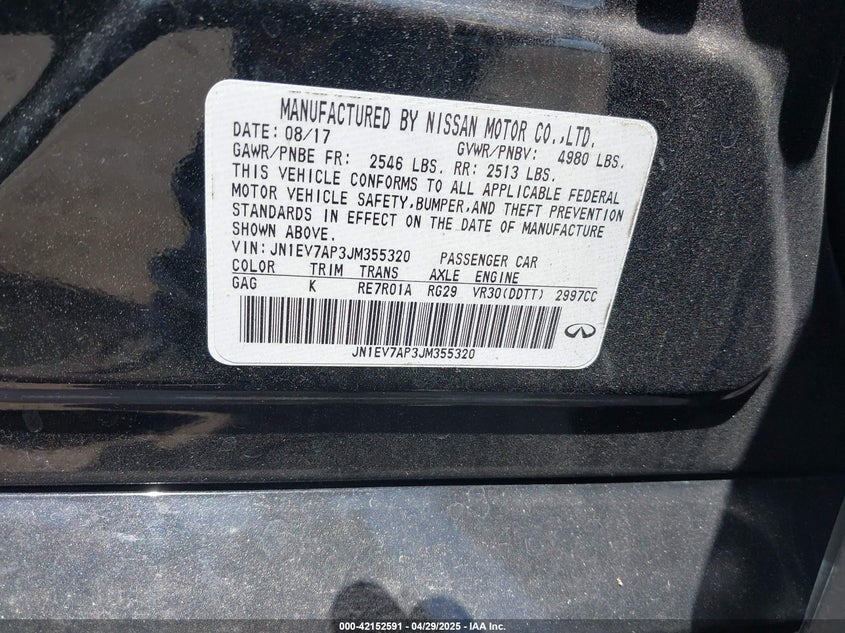 MANUFACTURED BY NISSAN MOTOR CO.,LTD.
DATE: 08/17 GVWR/PNBV: 4980 LBS.
GAWR/PNBE FR: 2546 LBS. RR: 2513 LBS.
THIS VEHICLE CONFORMS TO ALL APPLICABLE FEDERAL
MOTOR VEHICLE SAFETY,BUMPER,AND THEFT PREVENTION
STANDARDS IN EFFECT ON THE DATE OF MANUFACTURE
SHOWN ABOVE.
VIN: JN1EV7AP3JM355320 PASSENGER CAR
COLOR TRIM TRANS AXLE ENGINE
GAG K RE7R01A RG29 VR30(DDTT) 2997CC
JN1EV7AP3JM355320
000-42152591 - 04/29/2025 - IAA Inc.